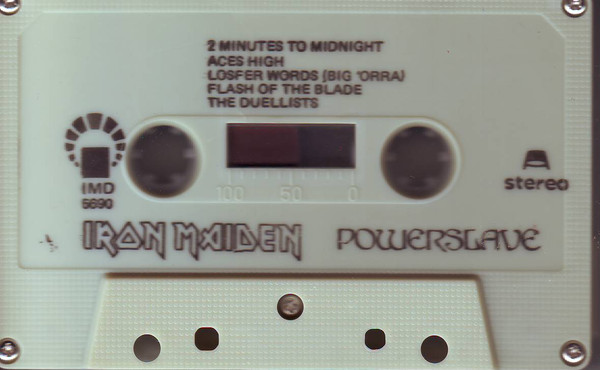 2 MINUTES TO MIDNIGHT
ACES HIGH
LOSFER WORDS (BIG 'ORRA)
FLASH OF THE BLADE
THE DUELLISTS
IMD
6690
100 50 0
stereo
IRON MAIDEN
POWERSLAVE